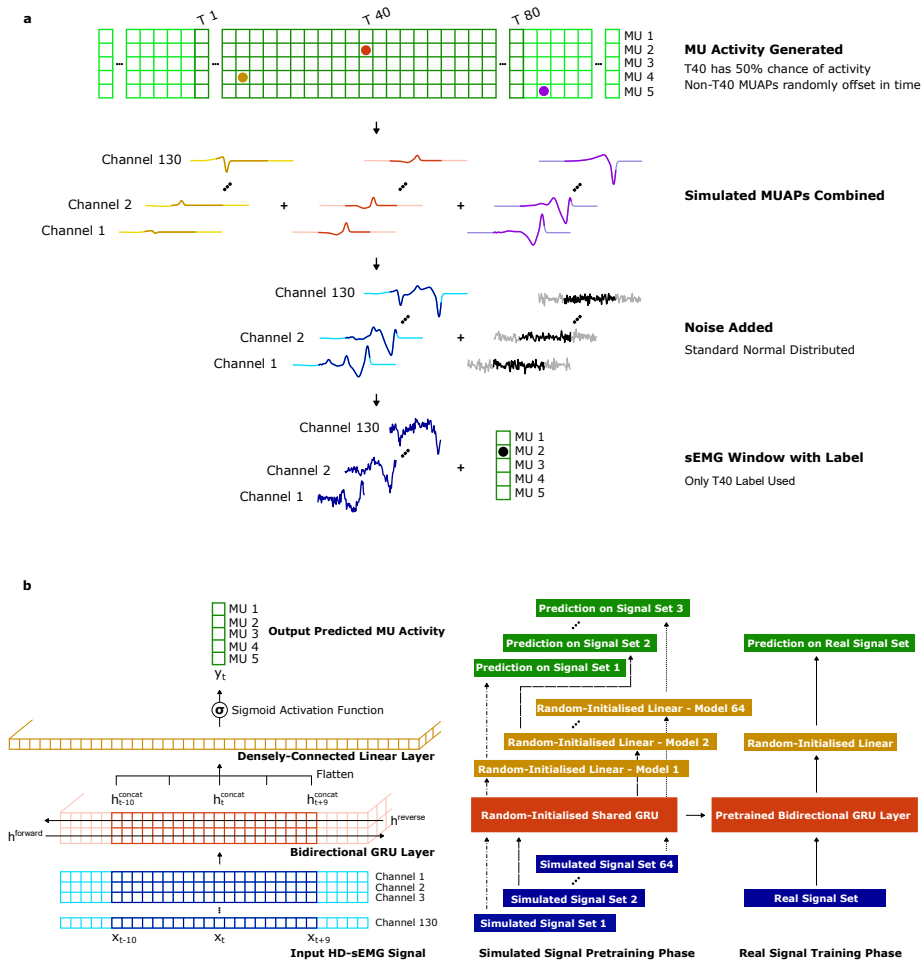 a
T 1
T 40
T 80
MU 1
MU 2
MU 3
MU 4
MU 5
MU Activity Generated
T40 has 50% chance of activity
Non-T40 MUAPs randomly offset in time
Channel 130
Channel 2
+
+
Channel 1
Simulated MUAPs Combined
Channel 130
Channel 2
+
Channel 1
Noise Added
Standard Normal Distributed
Channel 130
Channel 2
+
Channel 1
MU 1
MU 2
MU 3
MU 4
MU 5
sEMG Window with Label
Only T40 Label Used
b
MU 1
MU 2
MU 3
MU 4
MU 5
Output Predicted MU Activity
y_t
σ Sigmoid Activation Function
Densely-Connected Linear Layer
Flatten
h_{t-10}^{concat}
h_t^{concat}
h_{t+9}^{concat}
h^{reverse}
h^{forward}
Bidirectional GRU Layer
Channel 1
Channel 2
Channel 3
Channel 130
x_{t-10}
x_t
x_{t+9}
Input HD-sEMG Signal
Prediction on Signal Set 3
Prediction on Signal Set 2
Prediction on Signal Set 1
Random-Initialised Linear - Model 64
Random-Initialised Linear - Model 2
Random-Initialised Linear - Model 1
Random-Initialised Shared GRU
Simulated Signal Set 64
Simulated Signal Set 2
Simulated Signal Set 1
Simulated Signal Pretraining Phase
Prediction on Real Signal Set
Random-Initialised Linear
Pretrained Bidirectional GRU Layer
Real Signal Set
Real Signal Training Phase